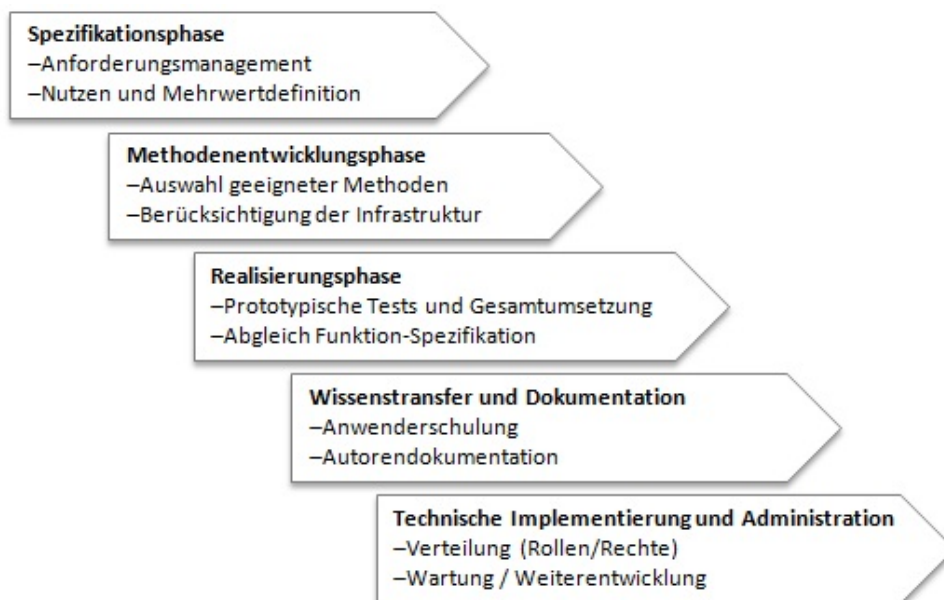 Spezifikationsphase
–Anforderungsmanagement
–Nutzen und Mehrwertdefinition
Methodenentwicklungsphase
–Auswahl geeigneter Methoden
–Berücksichtigung der Infrastruktur
Realisierungsphase
–Prototypische Tests und Gesamtumsetzung
–Abgleich Funktion-Spezifikation
Wissenstransfer und Dokumentation
–Anwenderschulung
–Autorendokumentation
Technische Implementierung und Administration
–Verteilung (Rollen/Rechte)
–Wartung / Weiterentwicklung